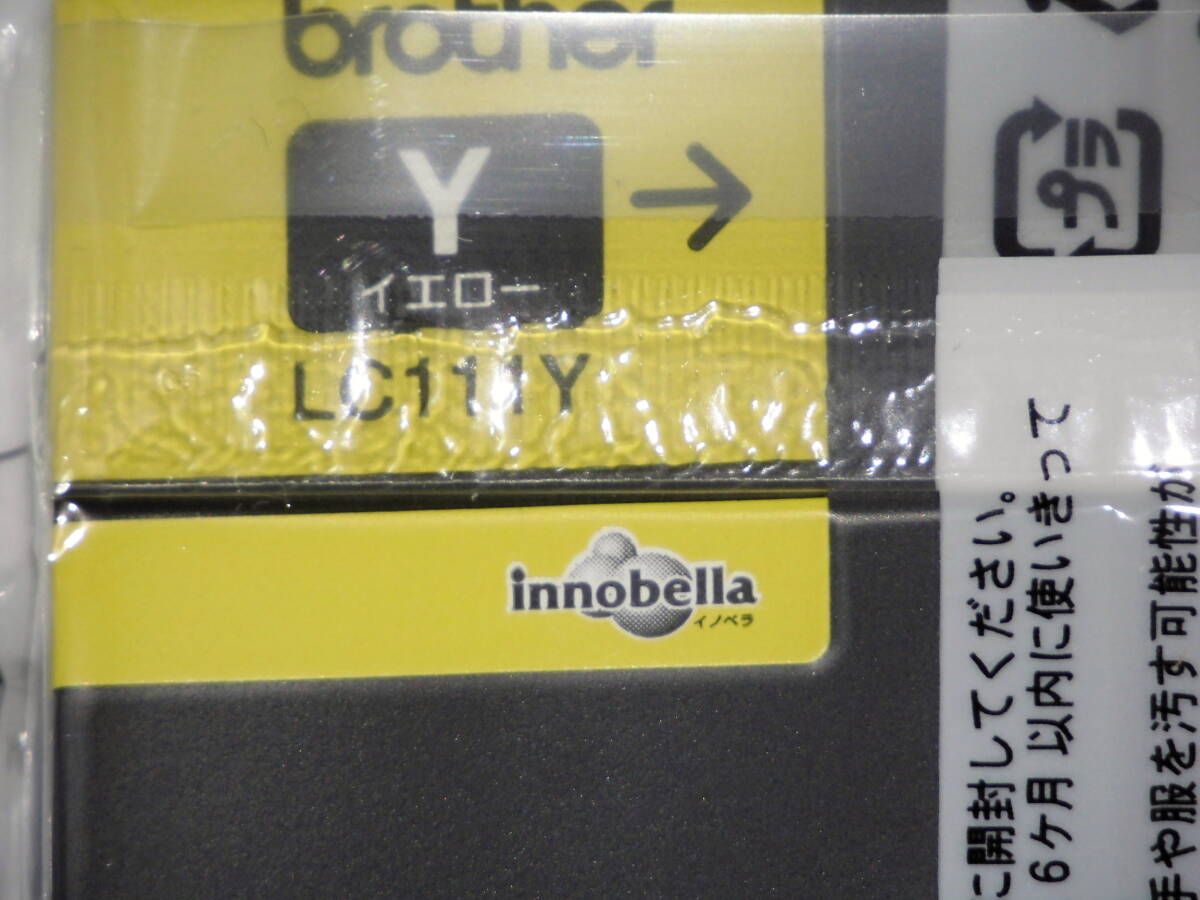 brother
Y
イエロー
LC111Y
innobella
イノベラ
プラ
に開封してください。
6ケ月以内に使いきって
手や服を汚す可能性が